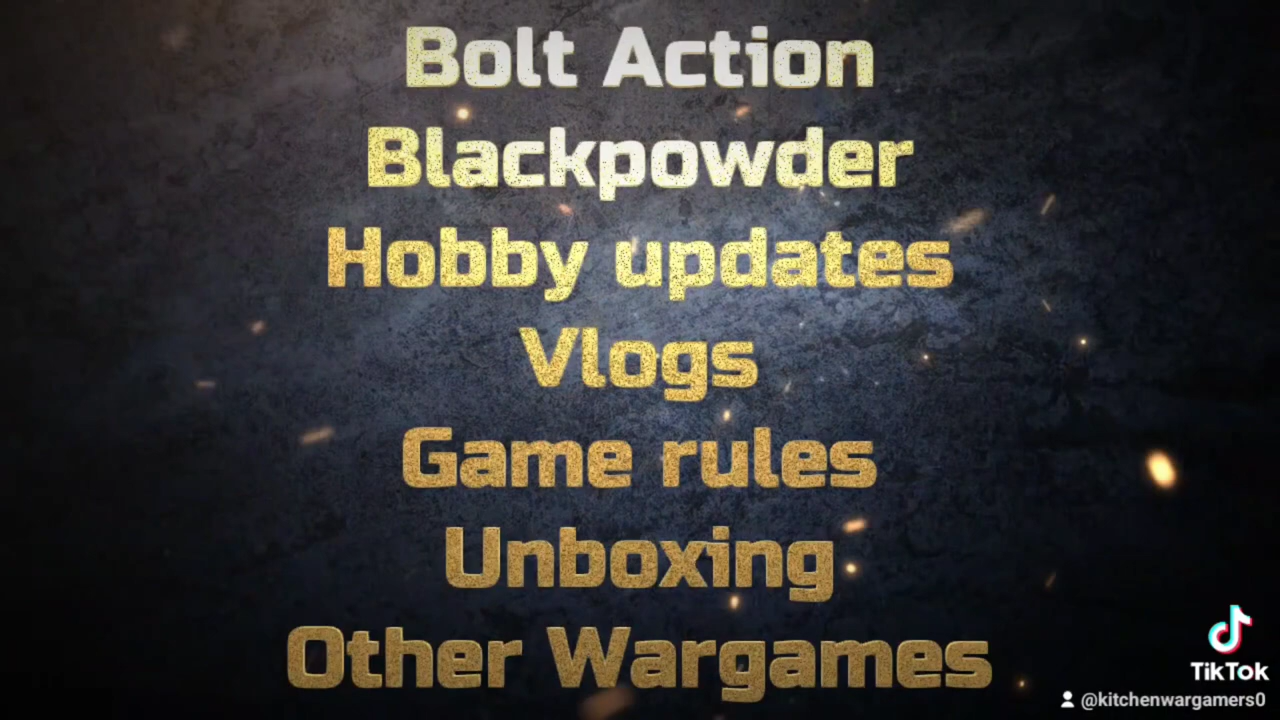 Bolt Action
Blackpowder
Hobby updates
Vlogs
Game rules
Unboxing
Other Wargames
TikTok
@kitchenwargamers0